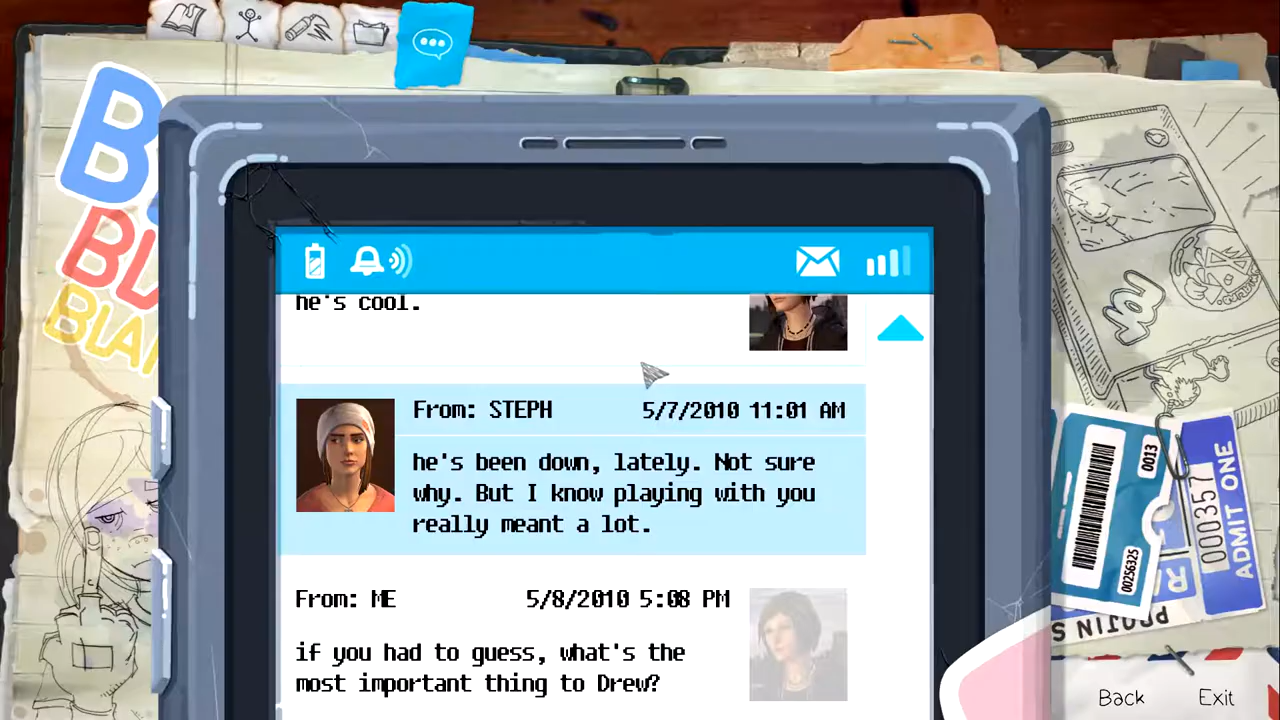 he's cool.
From: STEPH 5/7/2010 11:01 AM
he's been down, lately. Not sure
why. But I know playing with you
really meant a lot.
From: ME 5/8/2010 5:08 PM
if you had to guess, what's the
most important thing to Drew?
0013
00256325
000357
ADMIT ONE
Back
Exit